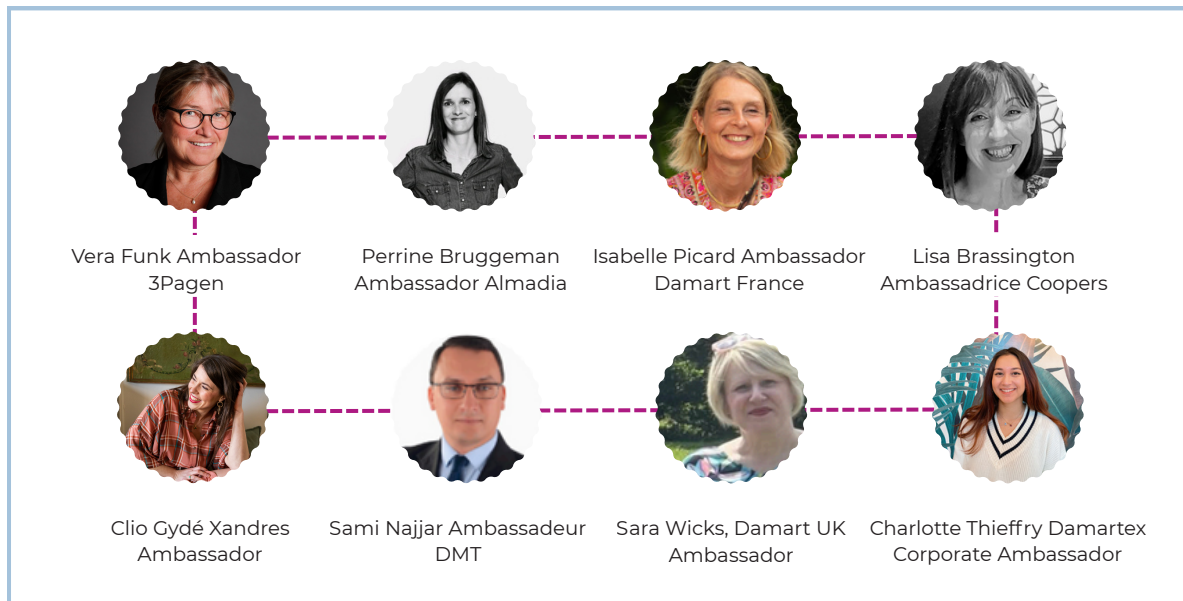 Vera Funk Ambassador
3Pagen
Perrine Bruggeman
Ambassador Almadia
Isabelle Picard Ambassador
Damart France
Lisa Brassington
Ambassadrice Coopers
Clio Gydé Xandres
Ambassador
Sami Najjar Ambassadeur
DMT
Sara Wicks, Damart UK
Ambassador
Charlotte Thieffry Damartex
Corporate Ambassador